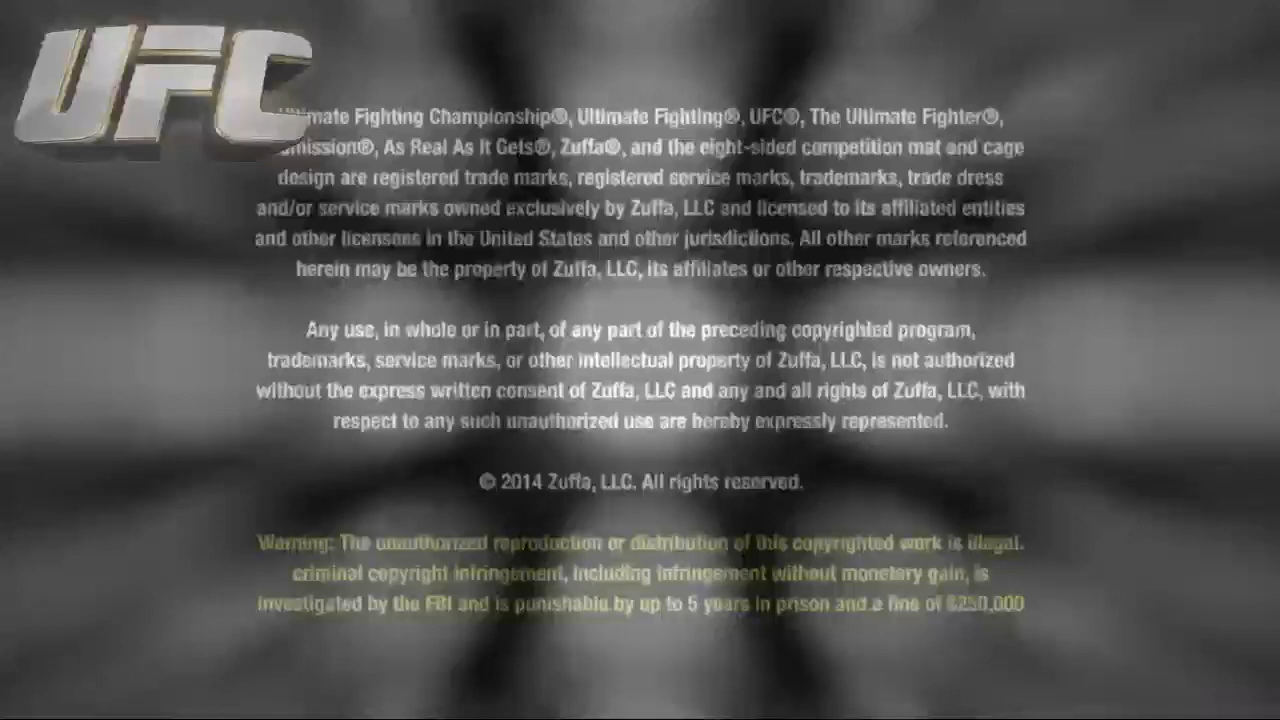 UFC
Fighting Championship®, Ultimate Fighting®, UFC®, The Ultimate Fighter®,
As Real As It Gets®, Zuffa®, and the eight-sided competition mat and cage
design are registered trade marks, registered service marks, trademarks, trade dress
and/or service marks owned exclusively by Zuffa, LLC and licensed to its affiliated entities
and other licensees in the United States and other jurisdictions. All other marks referenced
herein may be the property of Zuffa, LLC, its affiliates or other respective owners.
Any use, in whole or in part, of any part of the preceding copyrighted program,
trademarks, service marks, or other intellectual property of Zuffa, LLC, is not authorized
without the express written consent of Zuffa, LLC and any and all rights of Zuffa, LLC, with
respect to any such unauthorized use are hereby expressly represented.
© 2014 Zuffa, LLC. All rights reserved.
Warning: The unauthorized reproduction or distribution of this copyrighted work is illegal.
criminal copyright infringement, including infringement without monetary gain, is
investigated by the FBI and is punishable by up to 5 years in prison and a fine of $250,000